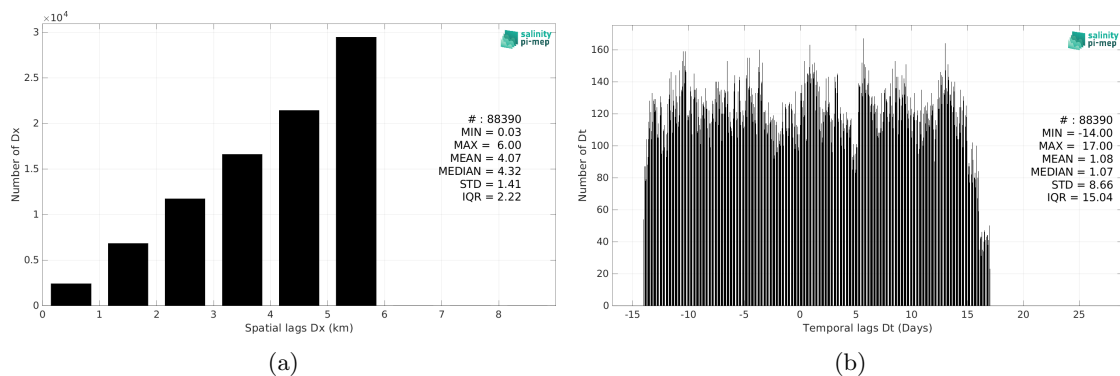 ×10⁴
3
2.5
2
1.5
1
0.5
0
Number of Dx
0 1 2 3 4 5 6 7 8
Spatial lags Dx (km)
salinity
pi-mep
# : 88390
MIN = 0.03
MAX = 6.00
MEAN = 4.07
MEDIAN = 4.32
STD = 1.41
IQR = 2.22
(a)
160
140
120
100
80
60
40
20
0
Number of Dt
-15 -10 -5 0 5 10 15 20 25
Temporal lags Dt (Days)
salinity
pi-mep
# : 88390
MIN = -14.00
MAX = 17.00
MEAN = 1.08
MEDIAN = 1.07
STD = 8.66
IQR = 15.04
(b)